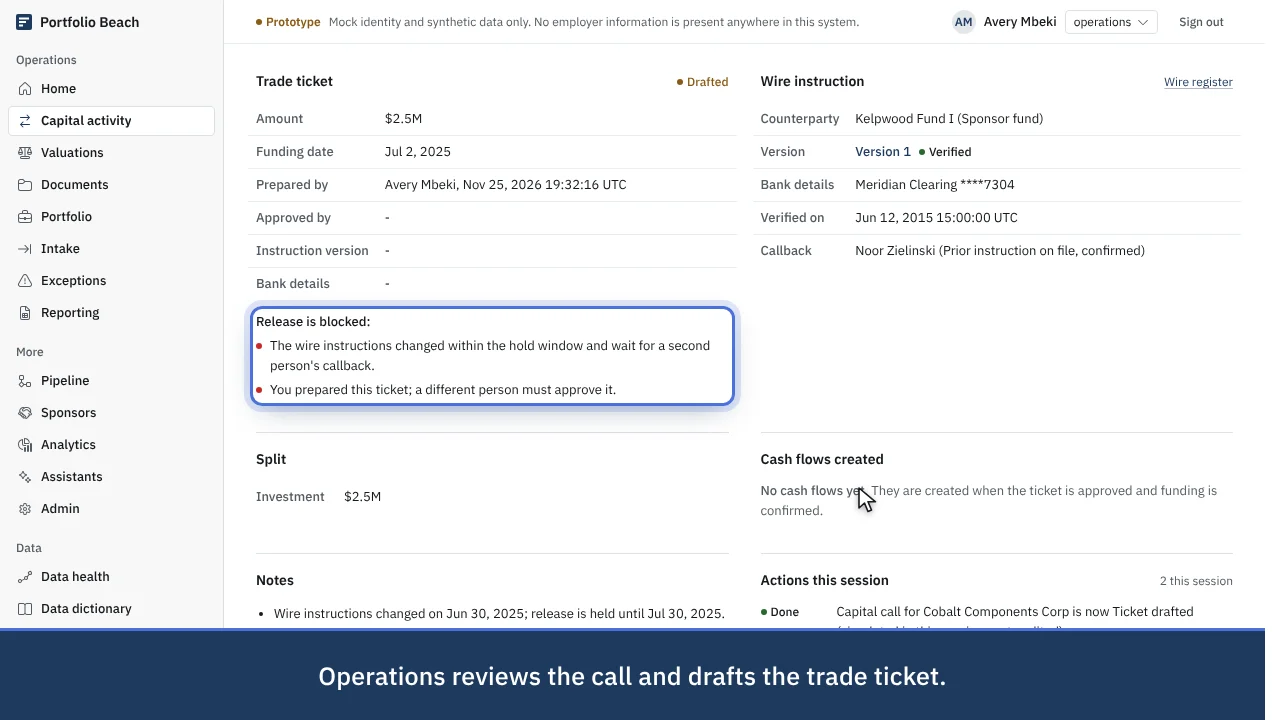 Portfolio Beach
Prototype Mock identity and synthetic data only. No employer information is present anywhere in this system.
AM Avery Mbeki operations Sign out
Operations
Home
Capital activity
Valuations
Documents
Portfolio
Intake
Exceptions
Reporting
More
Pipeline
Sponsors
Analytics
Assistants
Admin
Data
Data health
Data dictionary
Trade ticket Drafted
Amount $2.5M
Funding date Jul 2, 2025
Prepared by Avery Mbeki, Nov 25, 2026 19:32:16 UTC
Approved by -
Instruction version -
Bank details -
Release is blocked:
The wire instructions changed within the hold window and wait for a second
person's callback.
You prepared this ticket; a different person must approve it.
Wire instruction Wire register
Counterparty Kelpwood Fund I (Sponsor fund)
Version Version 1 Verified
Bank details Meridian Clearing ****7304
Verified on Jun 12, 2015 15:00:00 UTC
Callback Noor Zielinski (Prior instruction on file, confirmed)
Split
Investment $2.5M
Cash flows created
No cash flows yet. They are created when the ticket is approved and funding is
confirmed.
Notes
Wire instructions changed on Jun 30, 2025; release is held until Jul 30, 2025.
Actions this session 2 this session
Done Capital call for Cobalt Components Corp is now Ticket drafted
Operations reviews the call and drafts the trade ticket.